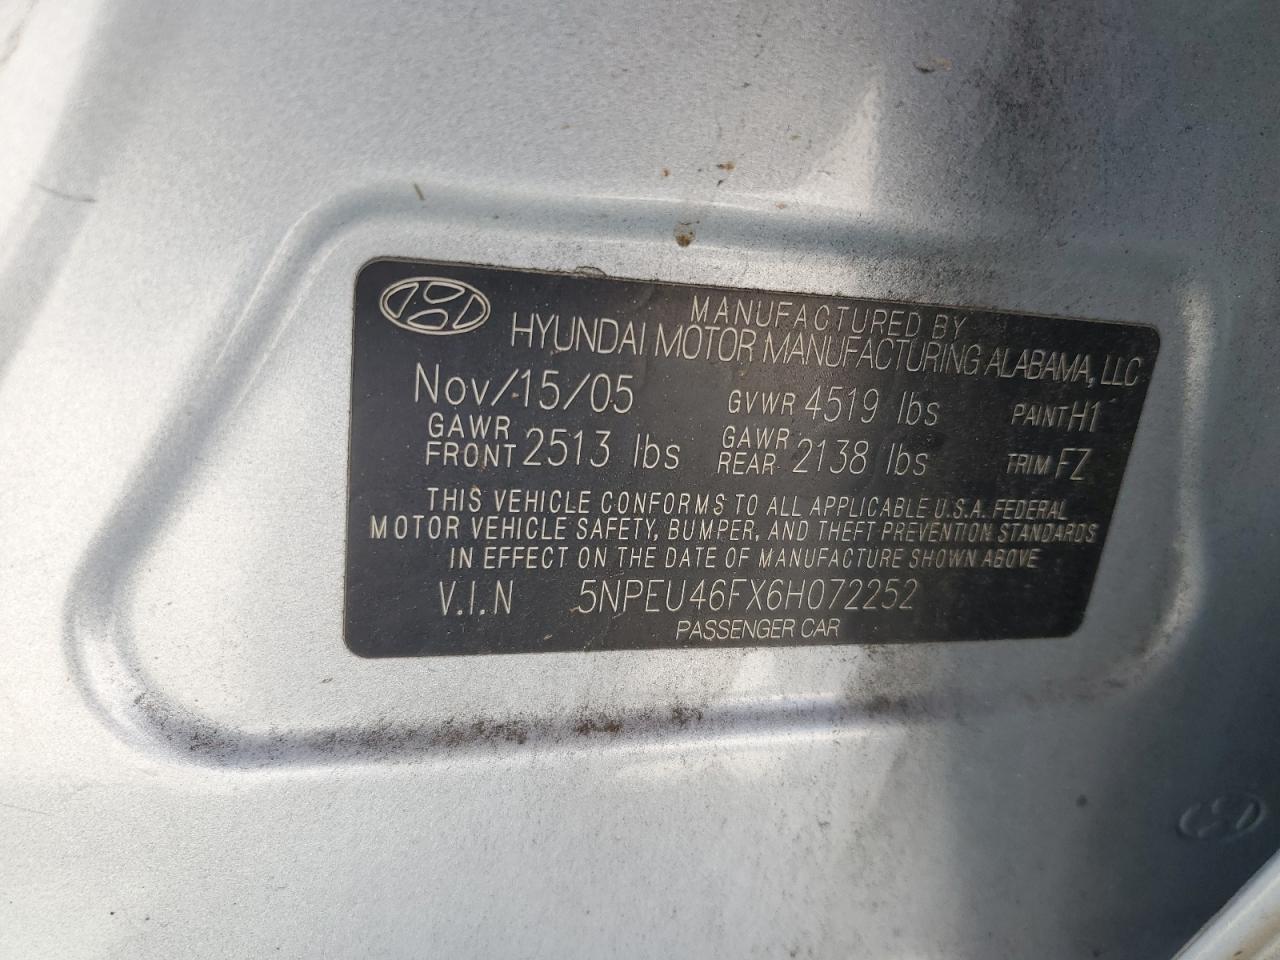 MANUFACTURED BY
HYUNDAI MOTOR MANUFACTURING ALABAMA, LLC
Nov/15/05 GVWR 4519 lbs PAINT H1
GAWR FRONT 2513 lbs GAWR REAR 2138 lbs TRIM FZ
THIS VEHICLE CONFORMS TO ALL APPLICABLE U.S.A. FEDERAL
MOTOR VEHICLE SAFETY, BUMPER, AND THEFT PREVENTION STANDARDS
IN EFFECT ON THE DATE OF MANUFACTURE SHOWN ABOVE
V.I.N 5NPEU46FX6H072252
PASSENGER CAR